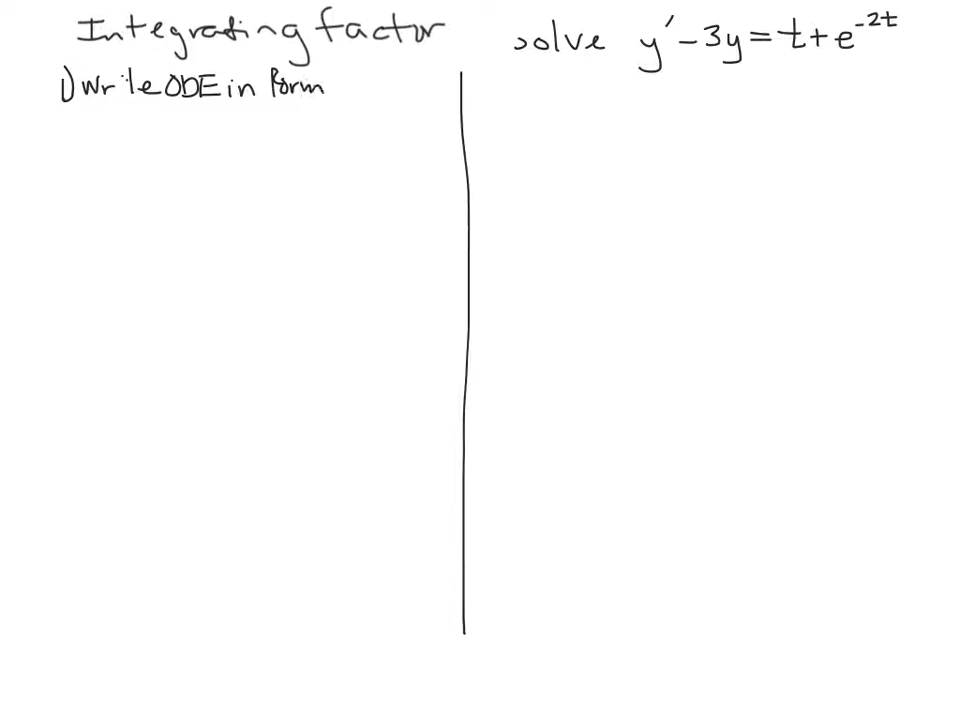 Integrating factor
1) write ODE in form
solve y' - 3y = t + e^{-2t}